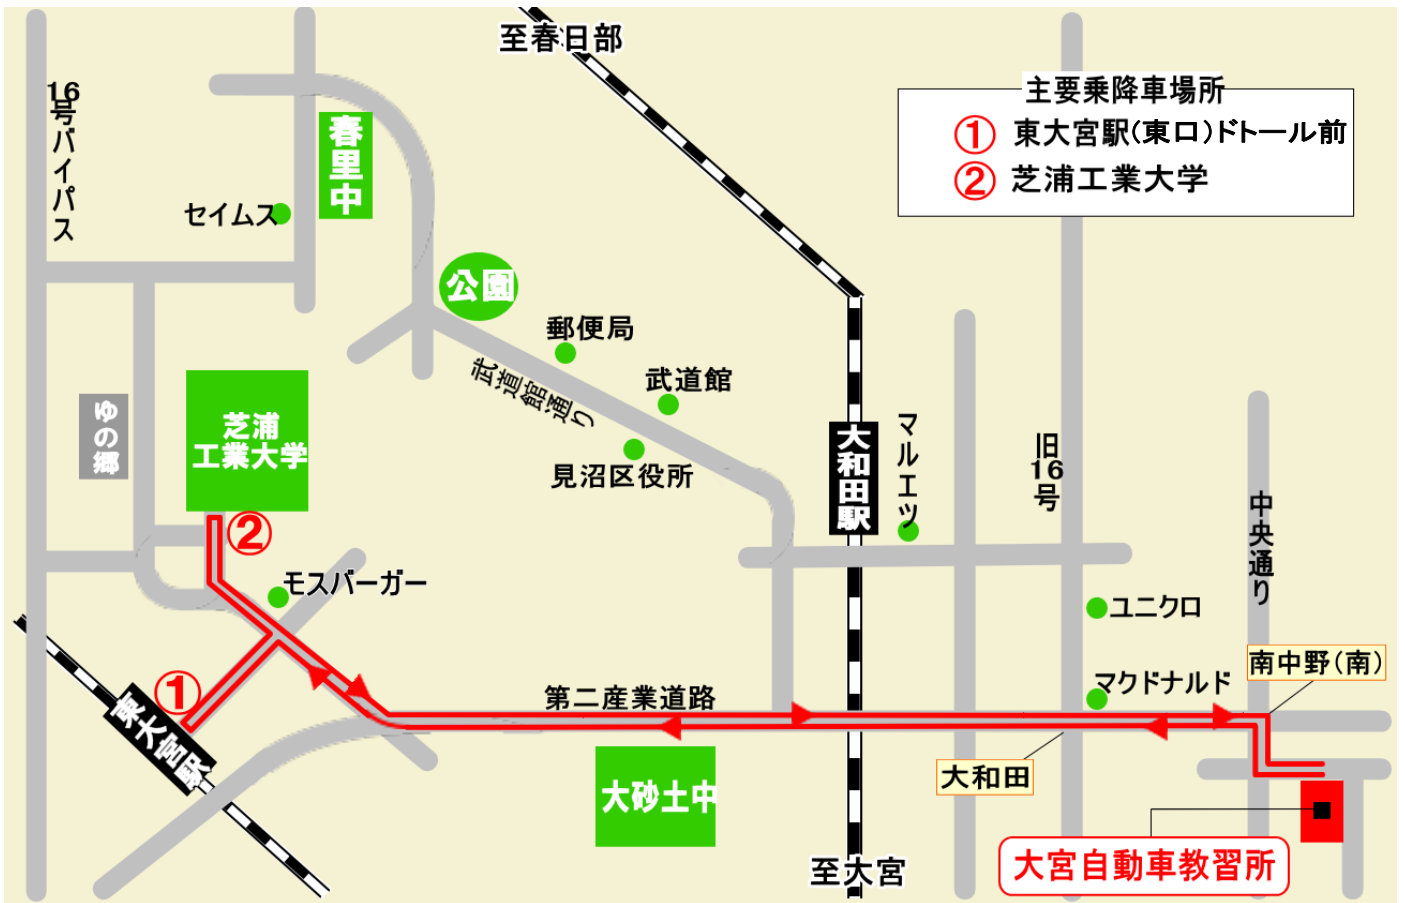 至春日部
主要乗降車場所
① 東大宮駅(東口)ドトール前
② 芝浦工業大学
16号バイパス
春里中
セイムス
公園
郵便局
武道館
武道館通り
見沼区役所
ゆの郷
芝浦
工業大学
②
モスバーガー
①
東大宮駅
大和田駅
マルエツ
旧16号
中央通り
ユニクロ
南中野(南)
マクドナルド
第二産業道路
大和田
大砂土中
至大宮
大宮自動車教習所